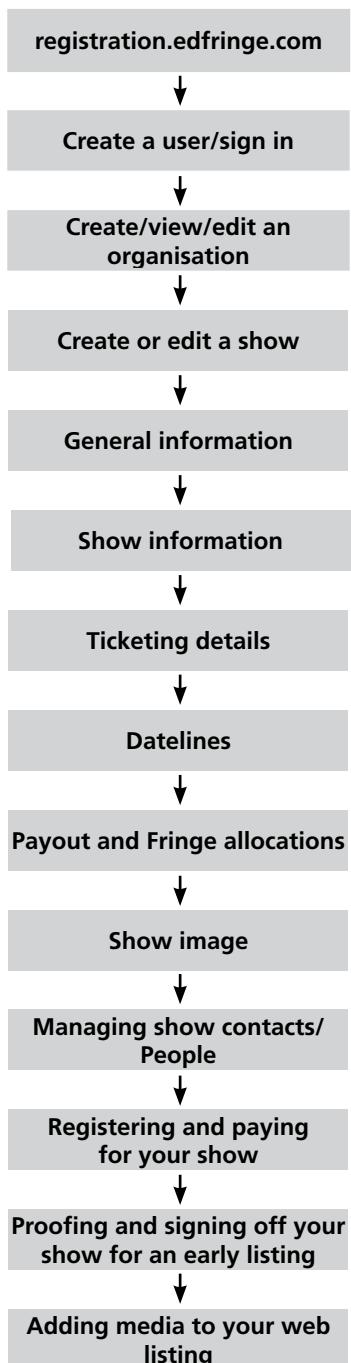 registration.edfringe.com
Create a user/sign in
Create/view/edit an
organisation
Create or edit a show
General information
Show information
Ticketing details
Datelines
Payout and Fringe allocations
Show image
Managing show contacts/
People
Registering and paying
for your show
Proofing and signing off your
show for an early listing
Adding media to your web
listing